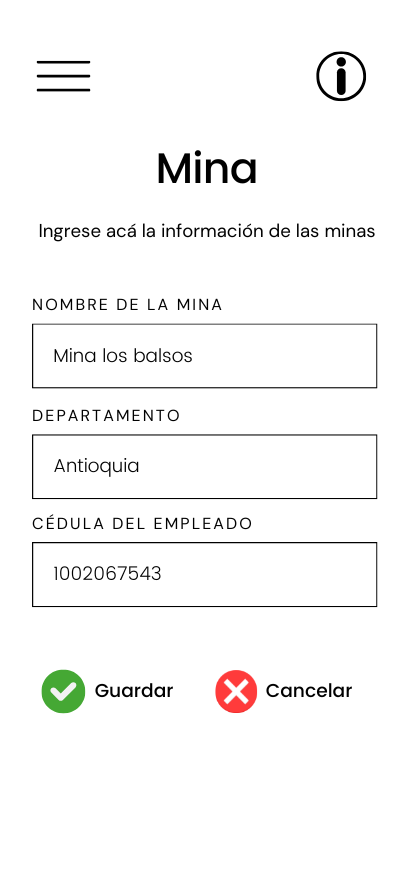 Mina
Ingrese acá la información de las minas
NOMBRE DE LA MINA
Mina los balsos
DEPARTAMENTO
Antioquia
CÉDULA DEL EMPLEADO
1002067543
Guardar Cancelar